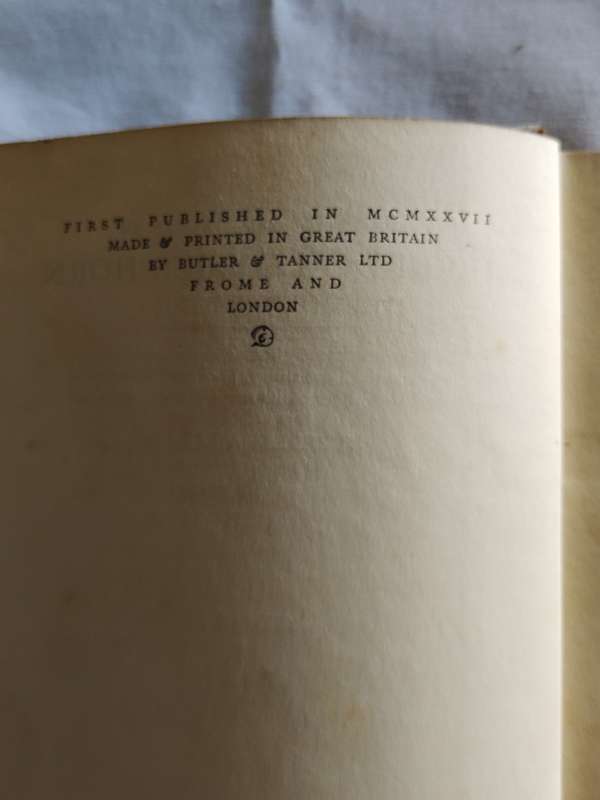 FIRST PUBLISHED IN MCMXXVII
MADE & PRINTED IN GREAT BRITAIN
BY BUTLER & TANNER LTD
FROME AND
LONDON